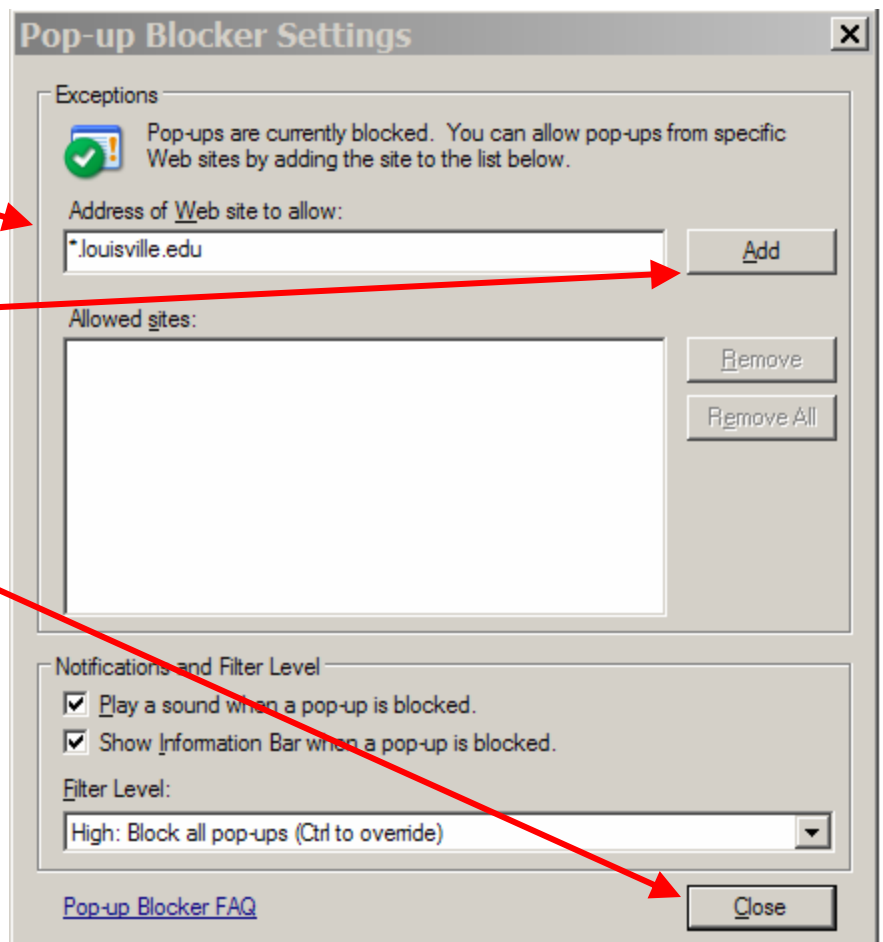 Pop-up Blocker Settings
Exceptions
Pop-ups are currently blocked. You can allow pop-ups from specific
Web sites by adding the site to the list below.
Address of Web site to allow:
*.louisville.edu
Add
Allowed sites:
Remove
Remove All
Notifications and Filter Level
Play a sound when a pop-up is blocked.
Show Information Bar when a pop-up is blocked.
Filter Level:
High: Block all pop-ups (Ctrl to override)
Pop-up Blocker FAQ
Close